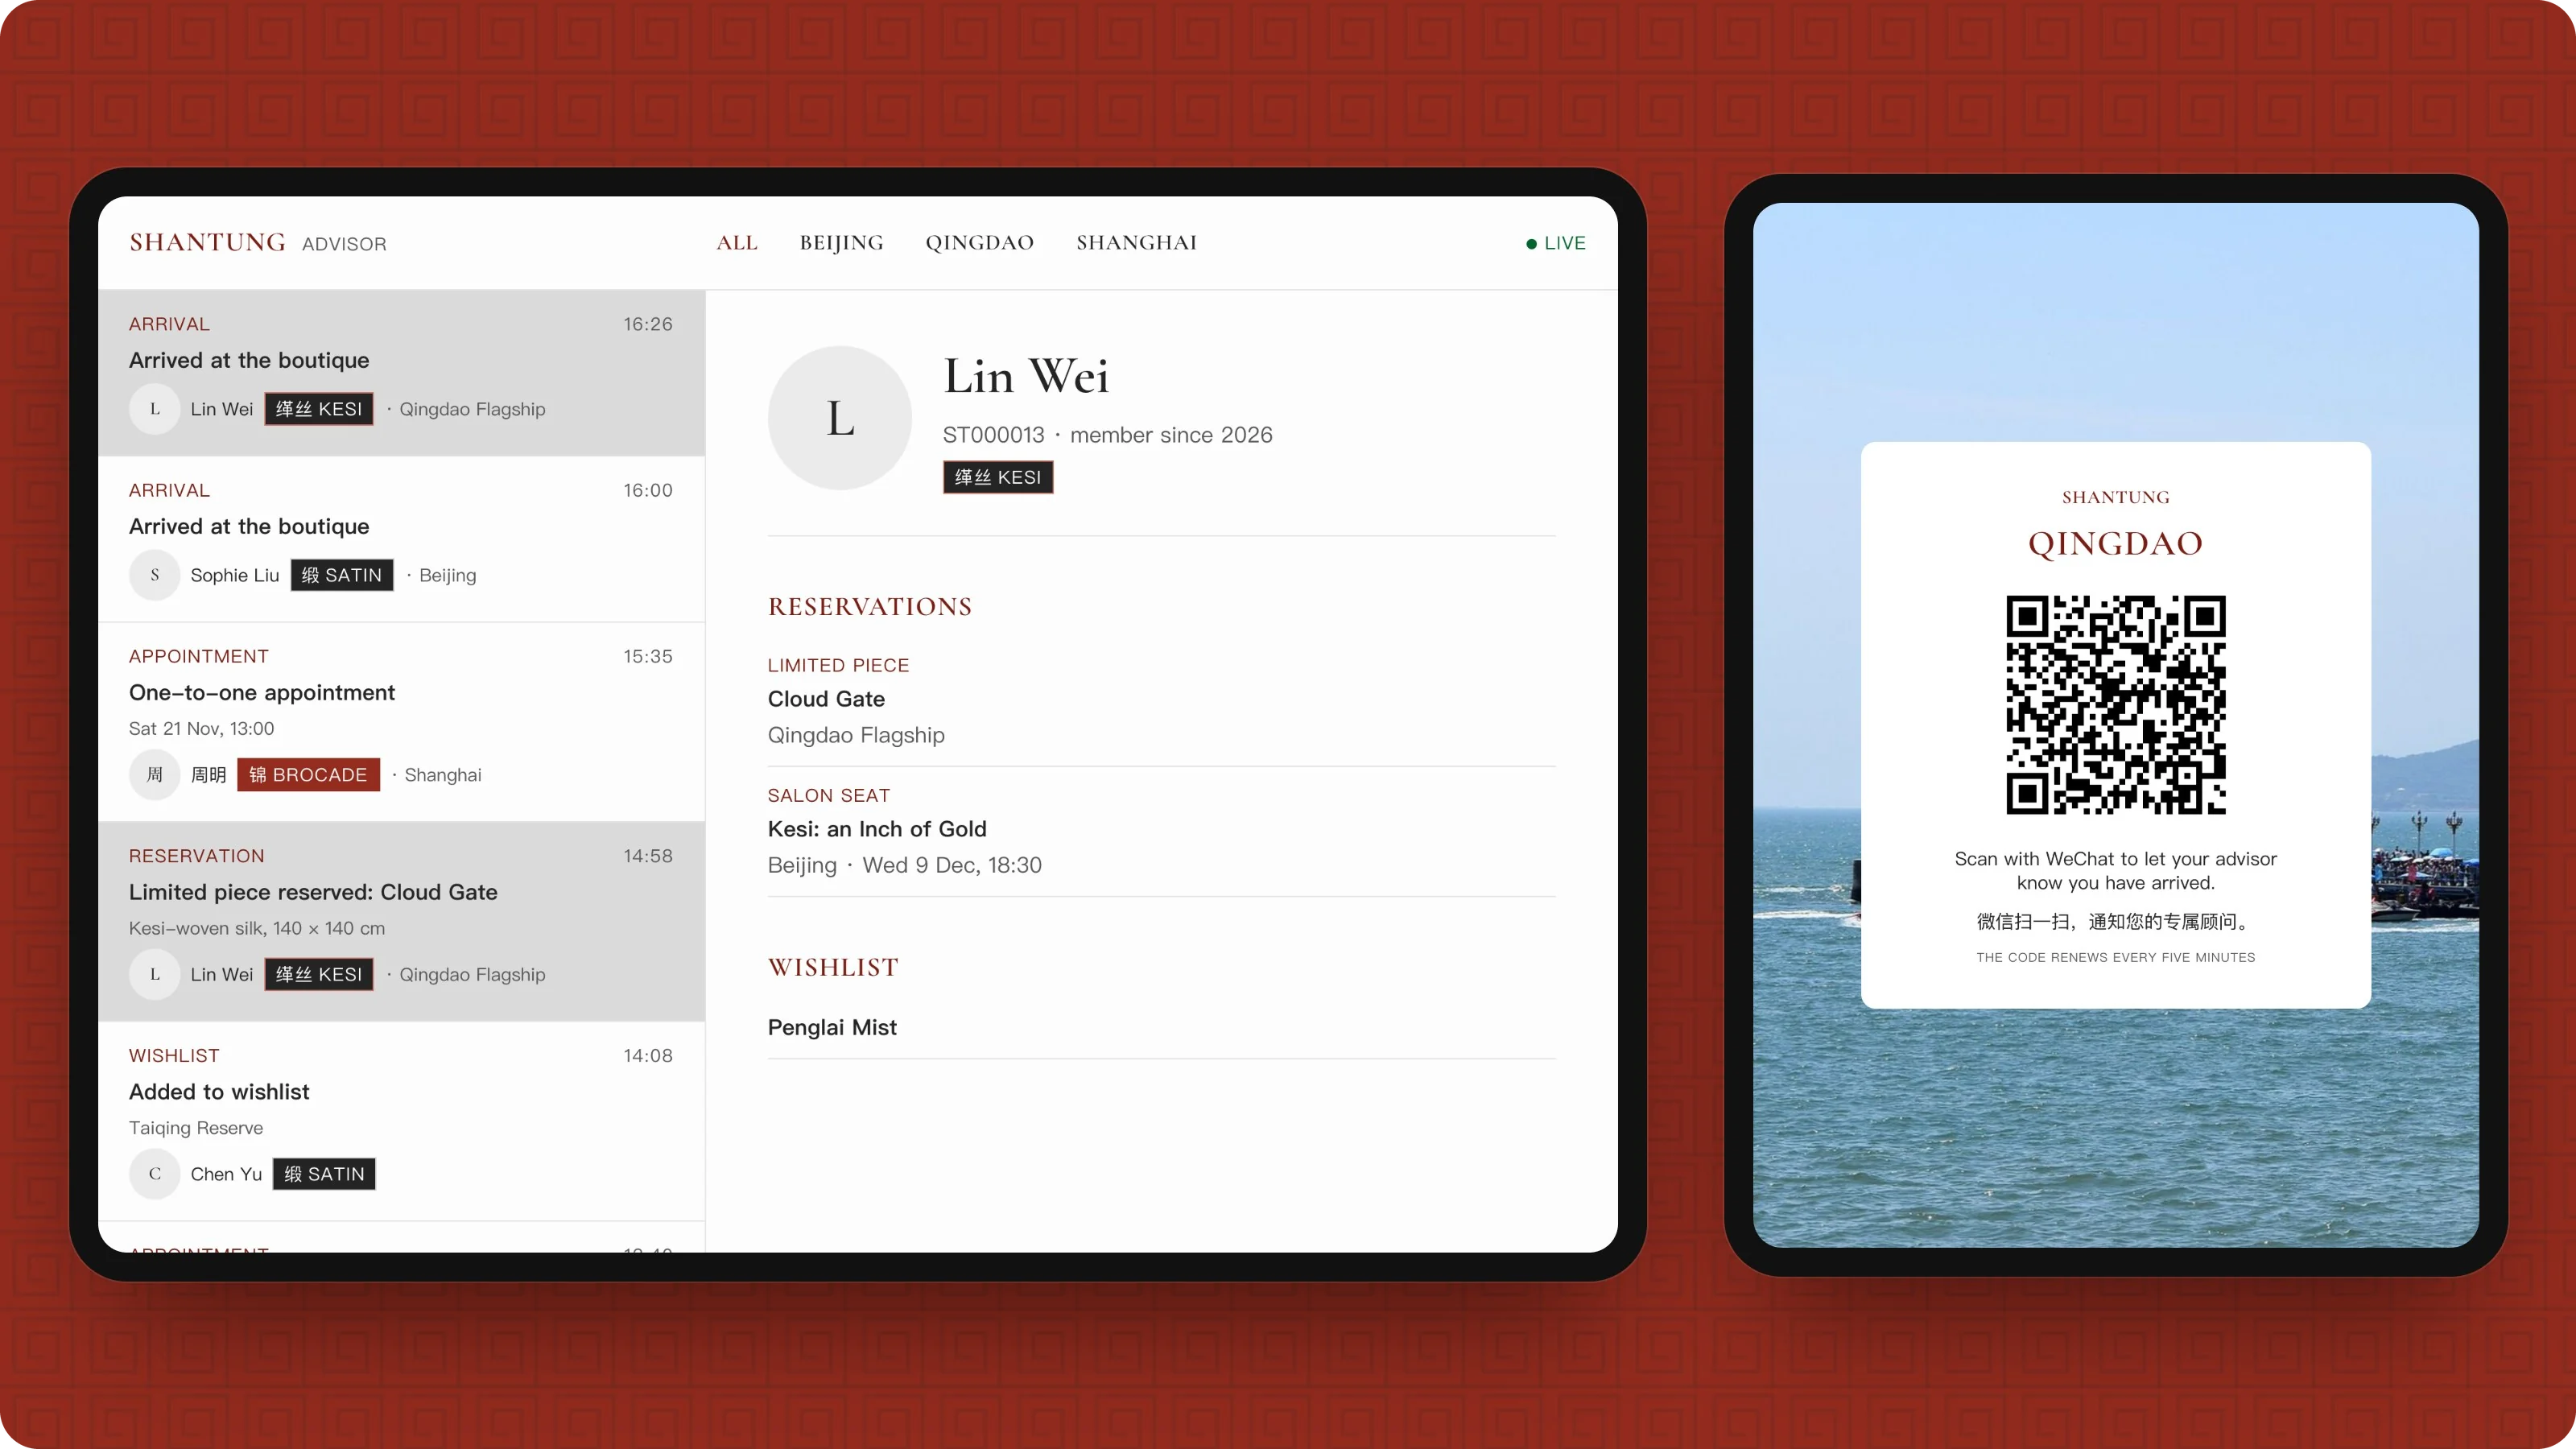 SHANTUNG ADVISOR
ALL BEIJING QINGDAO SHANGHAI
LIVE
ARRIVAL 16:26
Arrived at the boutique
L Lin Wei 缂丝 KESI · Qingdao Flagship
ARRIVAL 16:00
Arrived at the boutique
S Sophie Liu 缎 SATIN · Beijing
APPOINTMENT 15:35
One-to-one appointment
Sat 21 Nov, 13:00
周 周明 锦 BROCADE · Shanghai
RESERVATION 14:58
Limited piece reserved: Cloud Gate
Kesi-woven silk, 140 × 140 cm
L Lin Wei 缂丝 KESI · Qingdao Flagship
WISHLIST 14:08
Added to wishlist
Taiqing Reserve
C Chen Yu 缎 SATIN
APPOINTMENT
L
Lin Wei
ST000013 · member since 2026
缂丝 KESI
RESERVATIONS
LIMITED PIECE
Cloud Gate
Qingdao Flagship
SALON SEAT
Kesi: an Inch of Gold
Beijing · Wed 9 Dec, 18:30
WISHLIST
Penglai Mist
SHANTUNG
QINGDAO
Scan with WeChat to let your advisor
know you have arrived.
微信扫一扫，通知您的专属顾问。
THE CODE RENEWS EVERY FIVE MINUTES